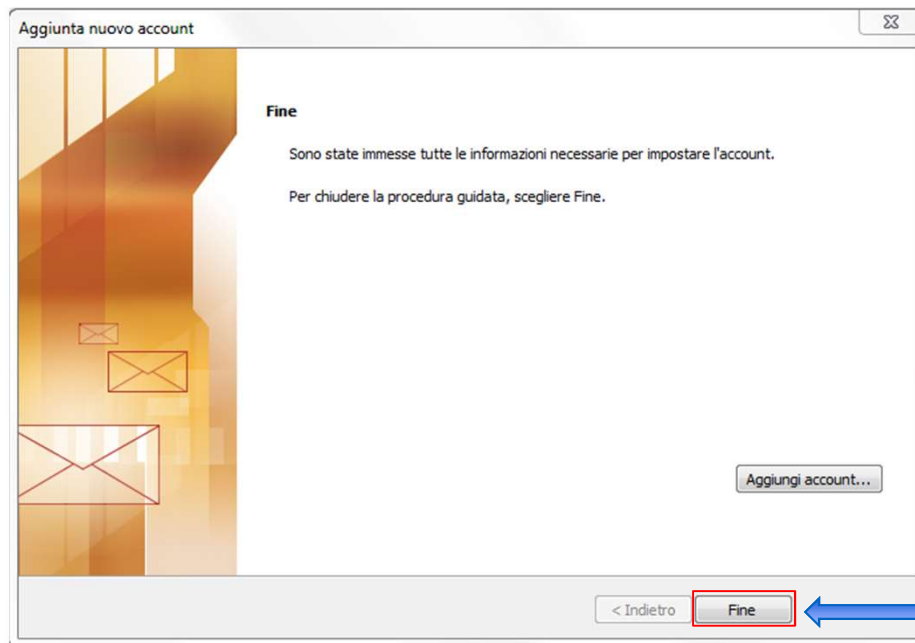 Aggiunta nuovo account
Fine
Sono state immesse tutte le informazioni necessarie per impostare l'account.
Per chiudere la procedura guidata, scegliere Fine.
Aggiungi account...
< Indietro
Fine